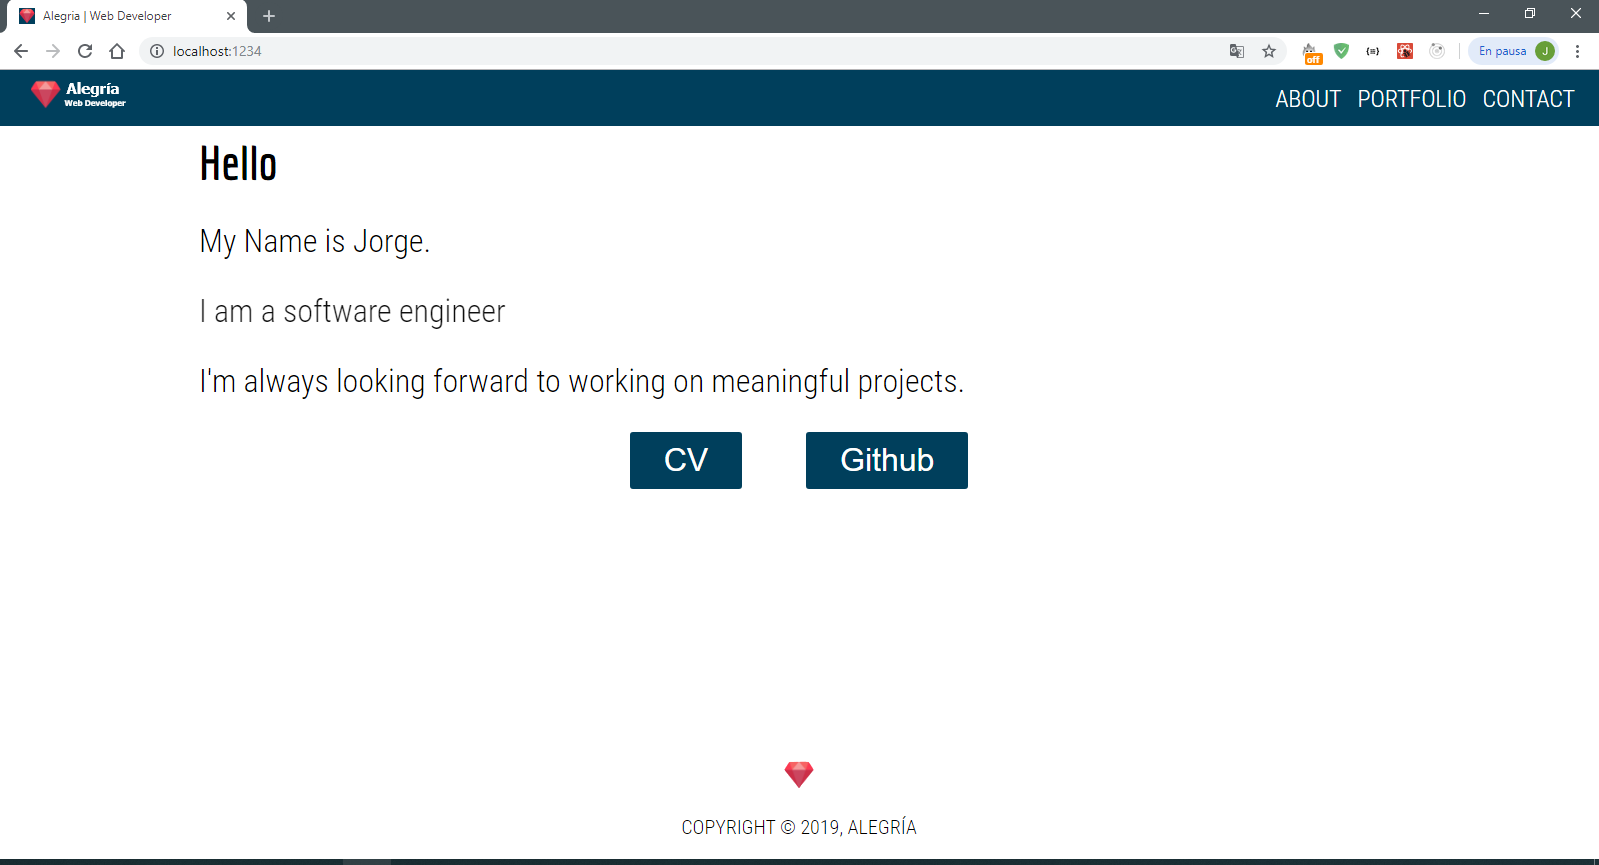 Alegria | Web Developer
localhost:1234
off
En pausa
J
Alegría
Web Developer
ABOUT PORTFOLIO CONTACT
Hello
My Name is Jorge.
I am a software engineer
I'm always looking forward to working on meaningful projects.
CV Github
COPYRIGHT © 2019, ALEGRÍA